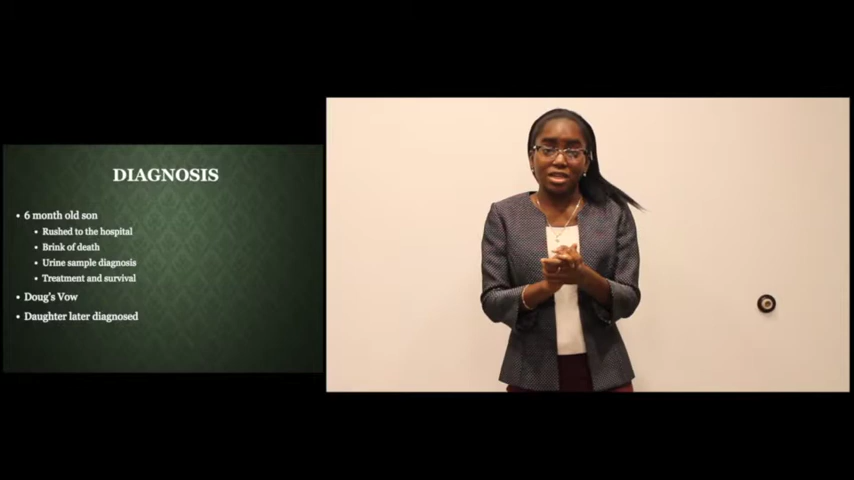 DIAGNOSIS
• 6 month old son
• Rushed to the hospital
• Brink of death
• Urine sample diagnosis
• Treatment and survival
• Doug's Vow
• Daughter later diagnosed